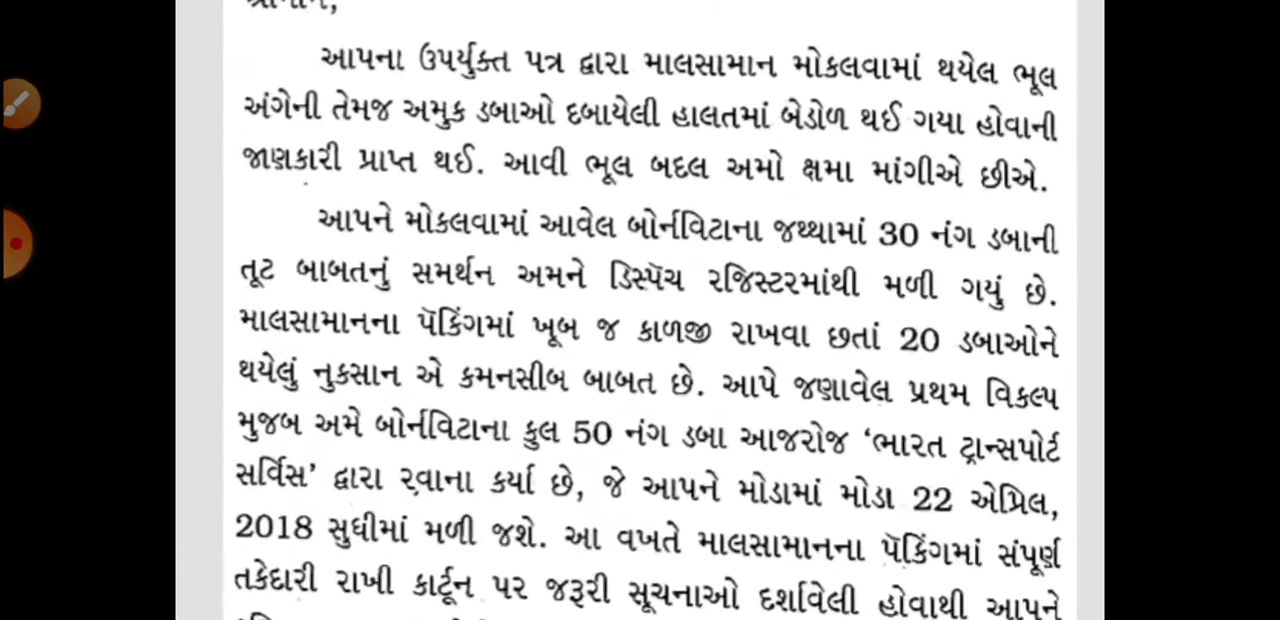 શ્રીમાન,
આપના ઉપર્યુક્ત પત્ર દ્વારા માલસામાન મોકલવામાં થયેલ ભૂલ
અંગેની તેમજ અમુક ડબાઓ દબાયેલી હાલતમાં બેડોળ થઈ ગયા હોવાની
જાણકારી પ્રાપ્ત થઈ. આવી ભૂલ બદલ અમો ક્ષમા માંગીએ છીએ.
આપને મોકલવામાં આવેલ બોર્નવિટાના જથ્થામાં 30 નંગ ડબાની
તૂટ બાબતનું સમર્થન અમને ડિસ્પૅચ રજિસ્ટરમાંથી મળી ગયું છે.
માલસામાનના પૅકિંગમાં ખૂબ જ કાળજી રાખવા છતાં 20 ડબાઓને
થયેલું નુકસાન એ કમનસીબ બાબત છે. આપે જણાવેલ પ્રથમ વિકલ્પ
મુજબ અમે બોર્નવિટાના કુલ 50 નંગ ડબા આજરોજ ‘ભારત ટ્રાન્સપોર્ટ
સર્વિસ’ દ્વારા રવાના કર્યા છે, જે આપને મોડામાં મોડા 22 એપ્રિલ,
2018 સુધીમાં મળી જશે. આ વખતે માલસામાનના પૅકિંગમાં સંપૂર્ણ
તકેદારી રાખી કાર્ટૂન પર જરૂરી સૂચનાઓ દર્શાવેલી હોવાથી આપને